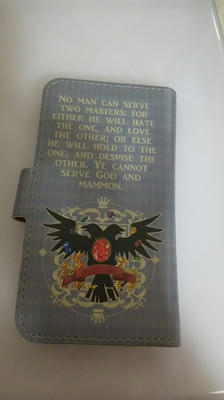 No man can serve
two masters: for
either he will hate
the one, and love
the other; or else
he will hold to the
one, and despise the
other. Ye cannot
serve God and
mammon.